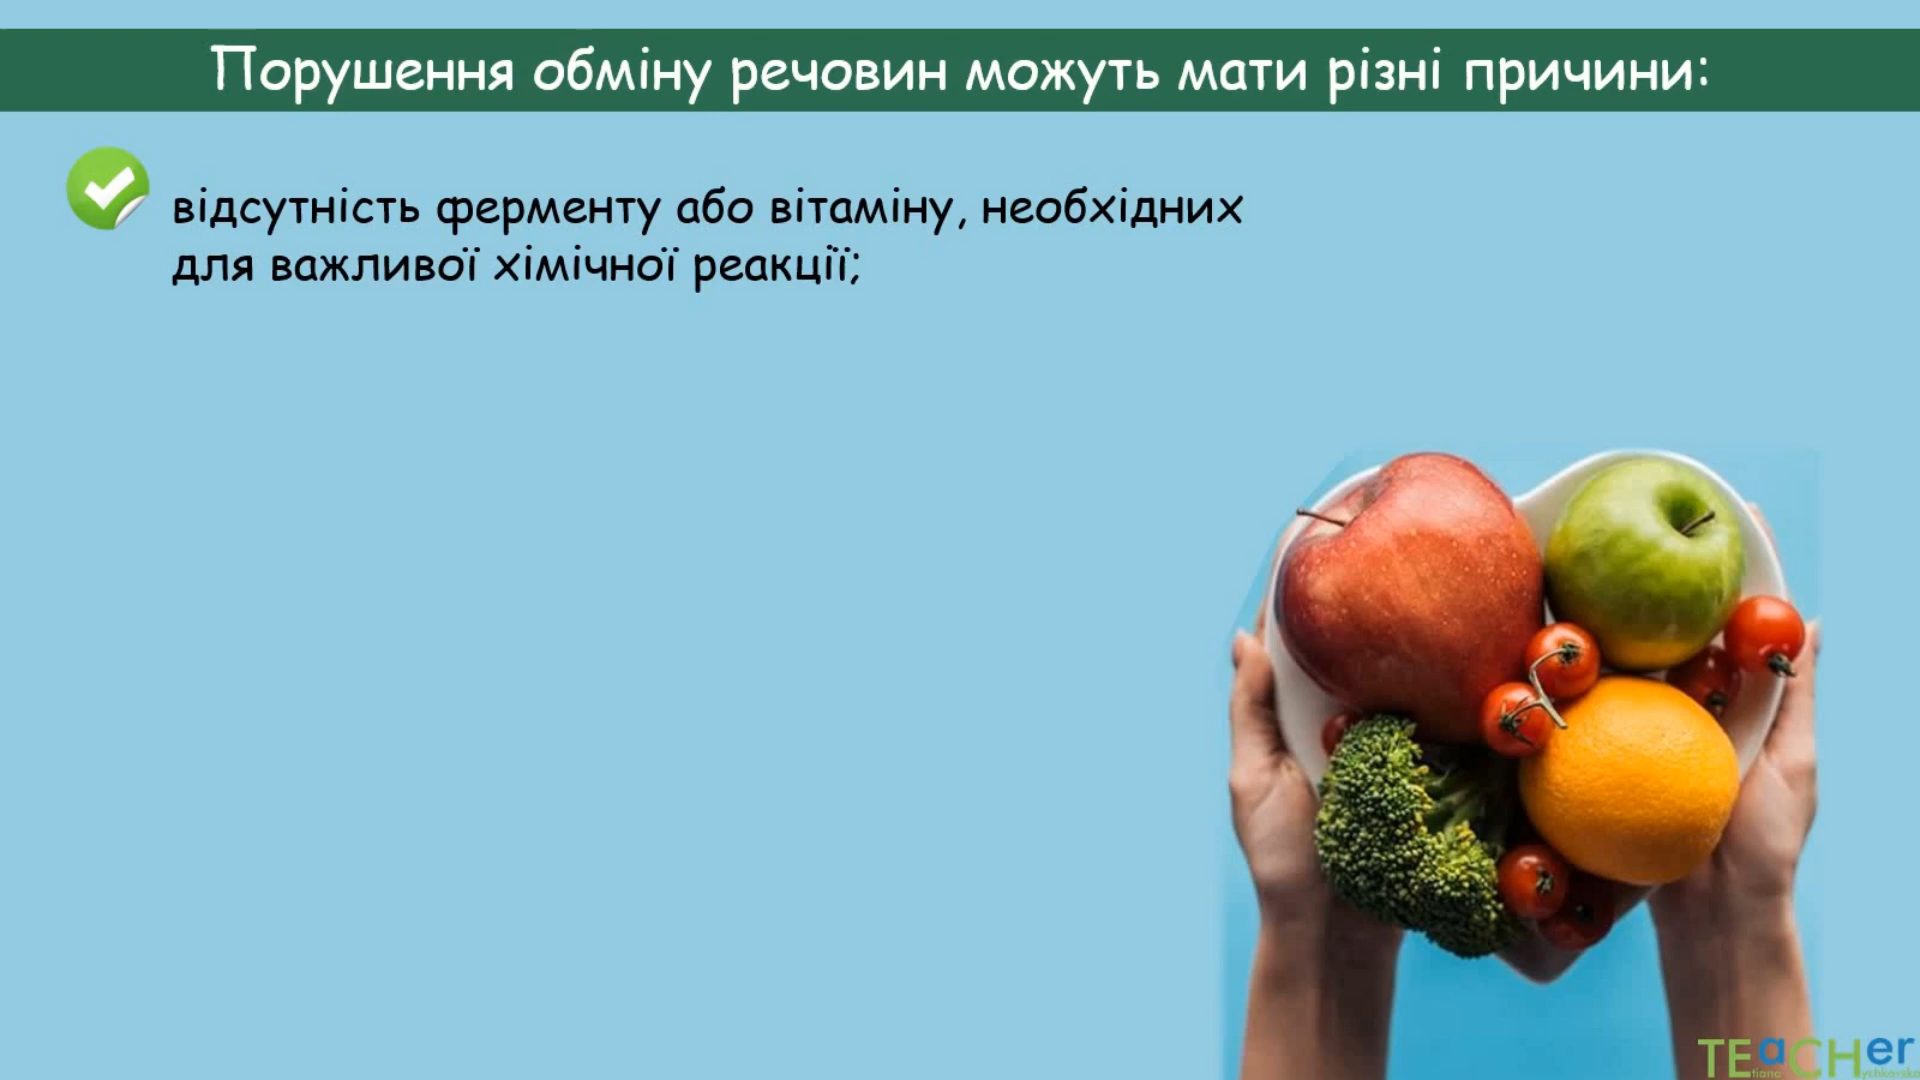 Порушення обміну речовин можуть мати різні причини:
відсутність ферменту або вітаміну, необхідних
для важливої хімічної реакції;
TEaCHer